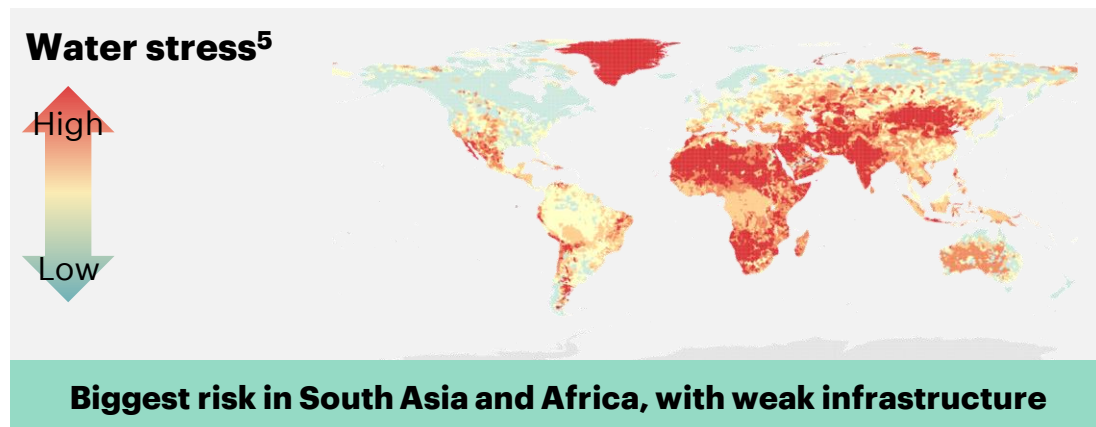 Water stress⁵
High
Low
Biggest risk in South Asia and Africa, with weak infrastructure